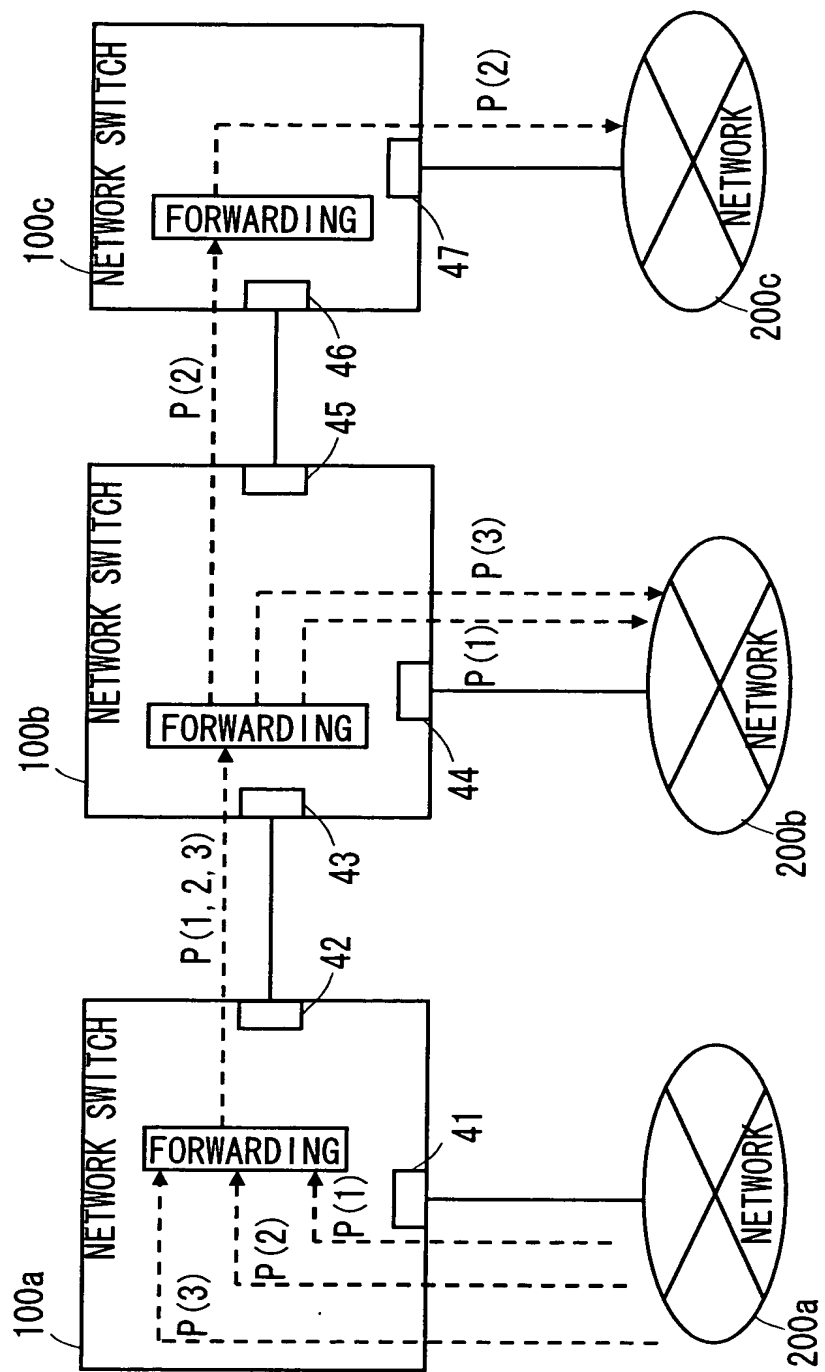 100a
NETWORK SWITCH
P(3)
P(2)
P(1)
FORWARDING
41
42
200a
NETWORK
P(1, 2, 3)
100b
NETWORK SWITCH
FORWARDING
43
44
45
P(1)
P(3)
200b
NETWORK
P(2)
100c
NETWORK SWITCH
FORWARDING
46
47
P(2)
200c
NETWORK